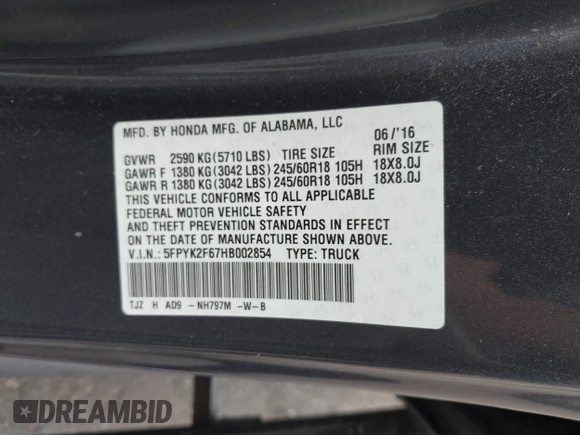 MFD. BY HONDA MFG. OF ALABAMA, LLC 06/'16
GVWR 2590 KG(5710 LBS) TIRE SIZE RIM SIZE
GAWR F 1380 KG(3042 LBS) 245/60R18 105H 18X8.0J
GAWR R 1380 KG(3042 LBS) 245/60R18 105H 18X8.0J
THIS VEHICLE CONFORMS TO ALL APPLICABLE
FEDERAL MOTOR VEHICLE SAFETY
AND THEFT PREVENTION STANDARDS IN EFFECT
ON THE DATE OF MANUFACTURE SHOWN ABOVE.
V.I.N.: 5FPYK2F67HB002854 TYPE: TRUCK
TJZ H AD9 -NH797M -W-B
DREAMBID